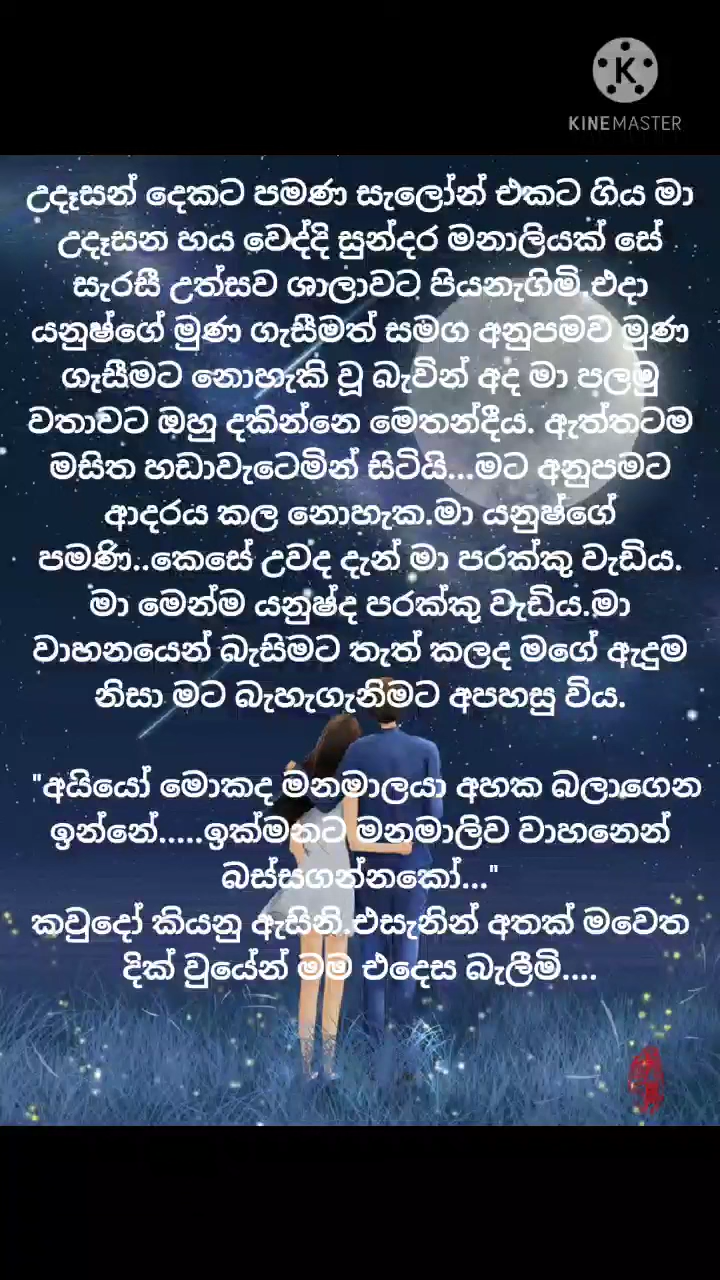 KINEMASTER
උදෑසන් දෙකට පමණ සැලෝන් එකට ගිය මා
උදෑසන හය වෙද්දි සුන්දර මනාලියක් සේ
සැරසී උත්සව ශාලාවට පියනැගිමි.එදා
යනුෂ්ගේ මුණ ගැසීමත් සමග අනුපමව මුණ
ගැසීමට නොහැකි වූ බැවින් අද මා පලමු
වතාවට ඔහු දකින්නෙ මෙතන්දීය. ඇත්තටම
මසිත හඩාවැටෙමින් සිටියි...මට අනුපමට
ආදරය කල නොහැක.මා යනුෂ්ගේ
පමණි..කෙසේ උවද දැන් මා පරක්කු වැඩිය.
මා මෙන්ම යනුෂ්ද පරක්කු වැඩිය.මා
වාහනයෙන් බැසිමට තැත් කලද මගේ ඇදුම
නිසා මට බැහැගැනිමට අපහසු විය.
"අයියෝ මොකද මනමාලයා අහක බලාගෙන
ඉන්නේ.....ඉක්මනට මනමාලිව වාහනෙන්
බස්සගන්නකෝ..."
කවුදෝ කියනු ඇසිනි.එසැනින් අතක් මවෙත
දික් වුයේන් මම එදෙස බැලීමි....